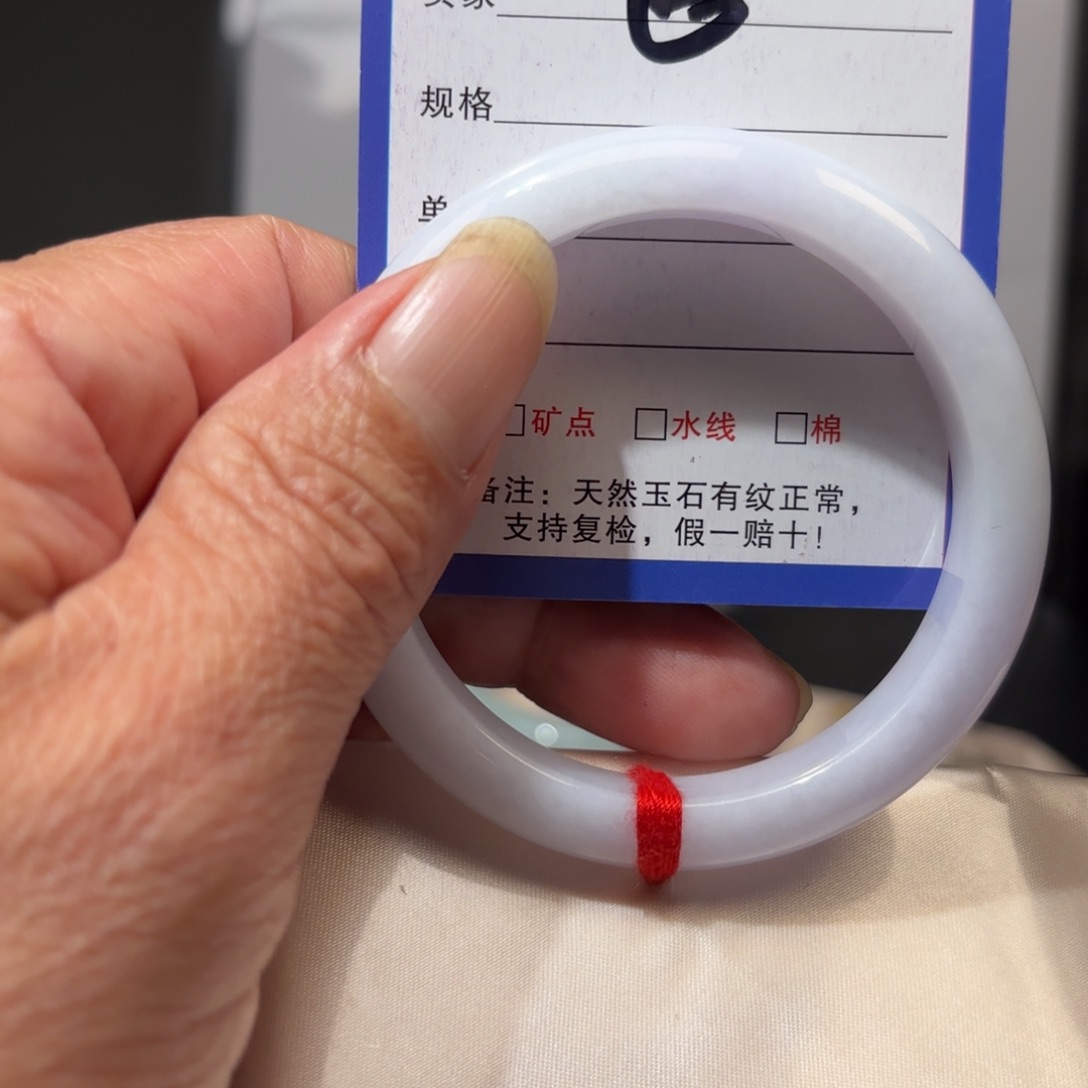 规格
单
矿点 水线 棉
备注：天然玉石有纹正常，
支持复检，假一赔十！